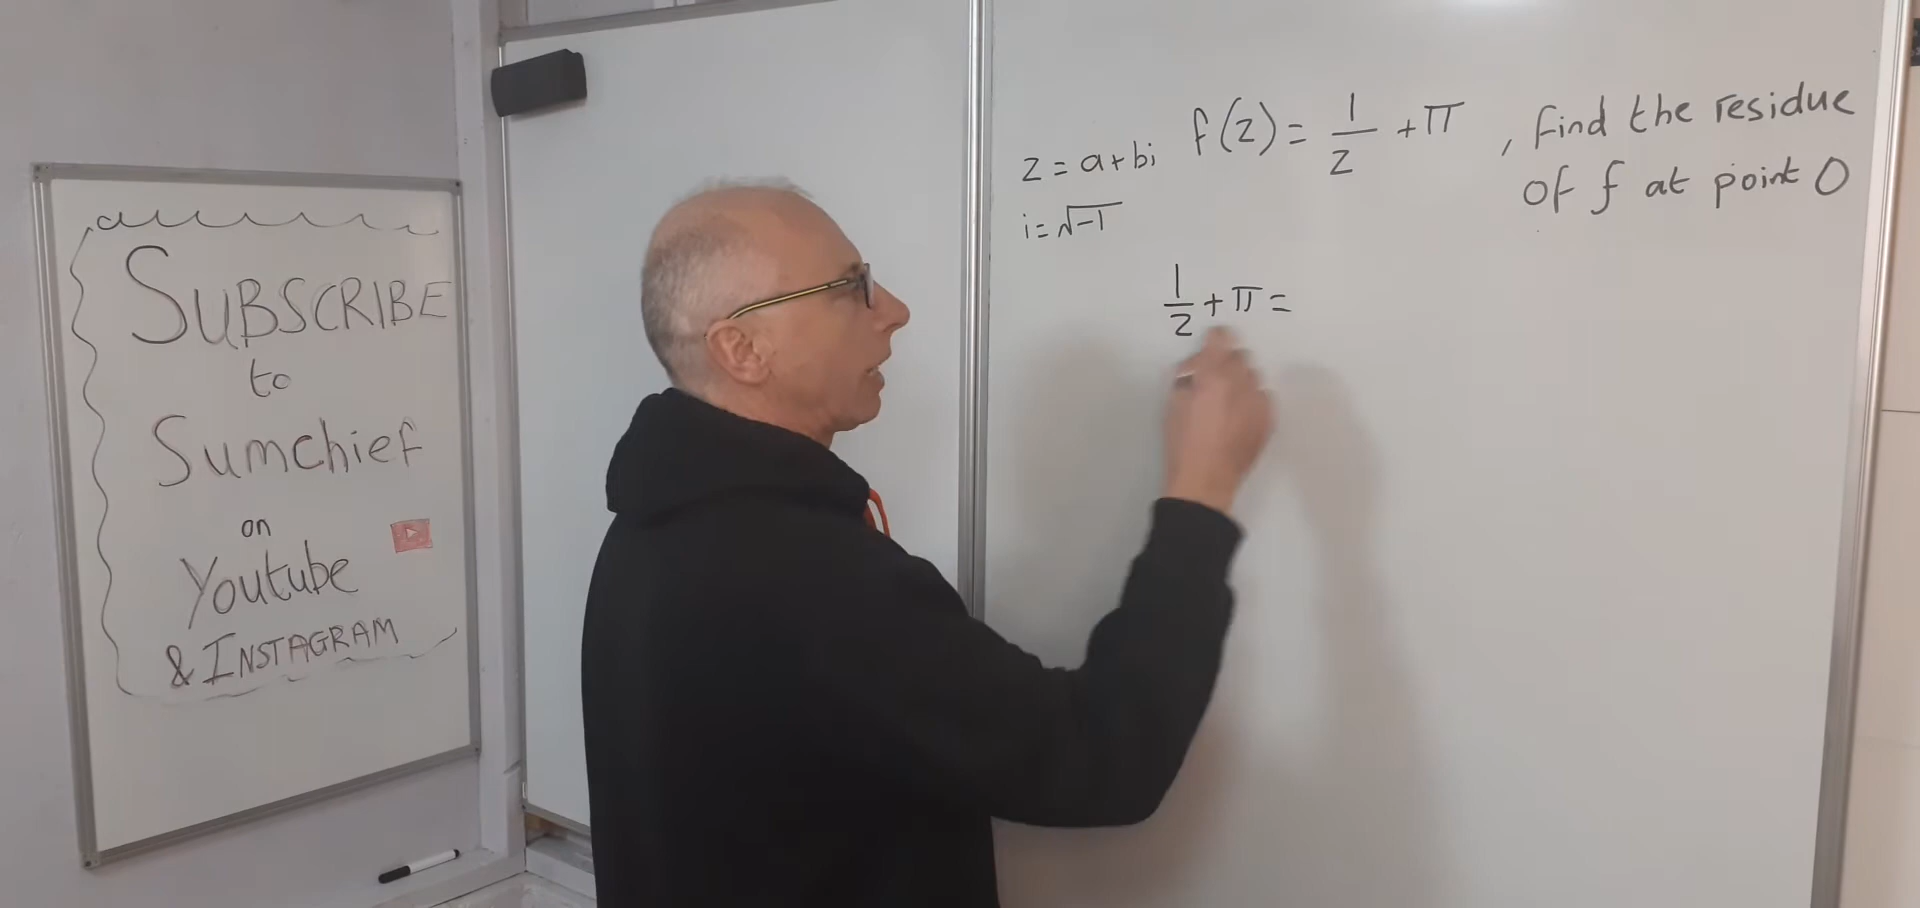 SUBSCRIBE
to
Sumchief
on
Youtube
& INSTAGRAM
z = a + bi
i = √-1
f(z) = 1/z + π , find the residue
of f at point 0
1/z + π =